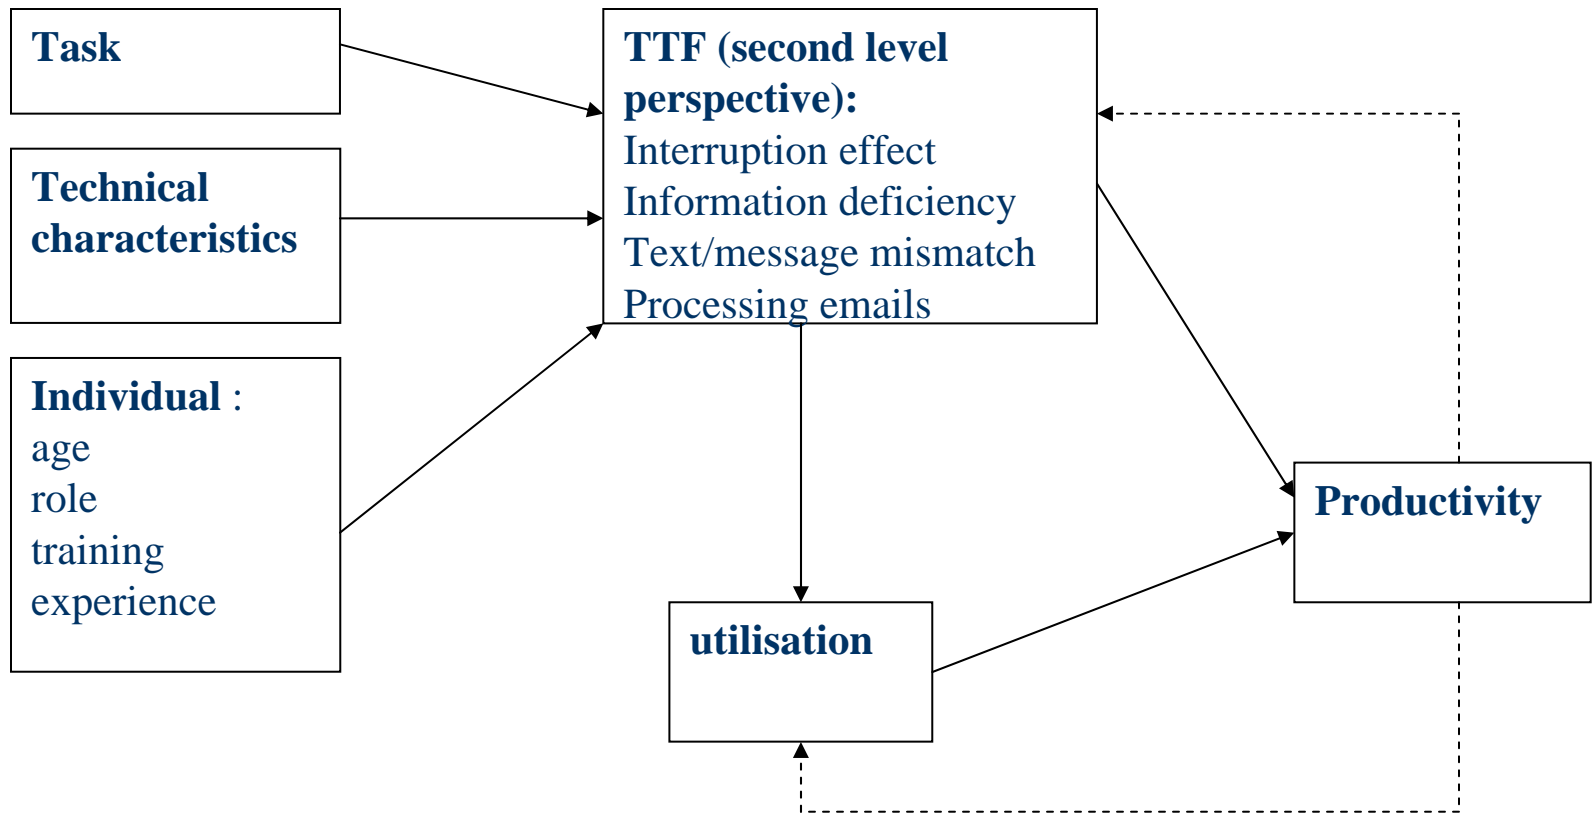 Task
Technical
characteristics
Individual :
age
role
training
experience
TTF (second level
perspective):
Interruption effect
Information deficiency
Text/message mismatch
Processing emails
utilisation
Productivity